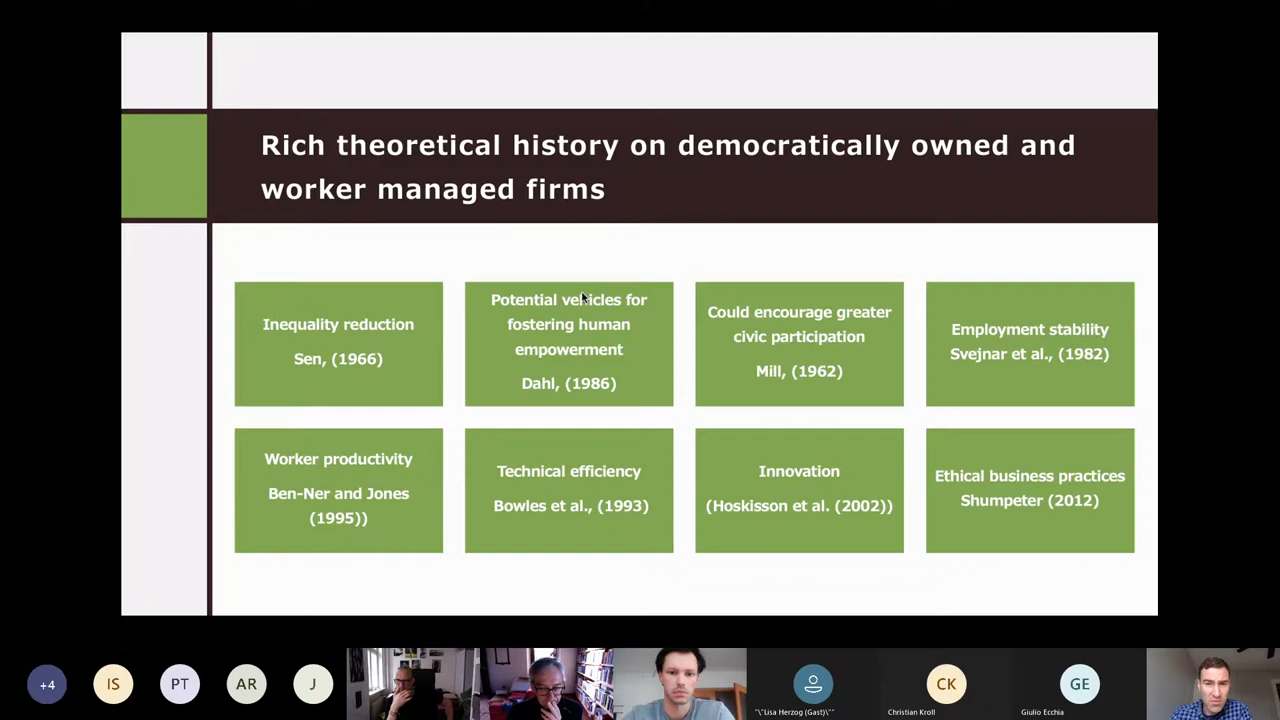 Rich theoretical history on democratically owned and
worker managed firms
Inequality reduction
Sen, (1966)
Potential vehicles for
fostering human
empowerment
Dahl, (1986)
Could encourage greater
civic participation
Mill, (1962)
Employment stability
Svejnar et al., (1982)
Worker productivity
Ben-Ner and Jones
(1995))
Technical efficiency
Bowles et al., (1993)
Innovation
(Hoskisson et al. (2002))
Ethical business practices
Shumpeter (2012)
+4
IS
PT
AR
J
"\"Lisa Herzog (Gast)\""
CK
Christian Kroll
GE
Giulio Ecchia